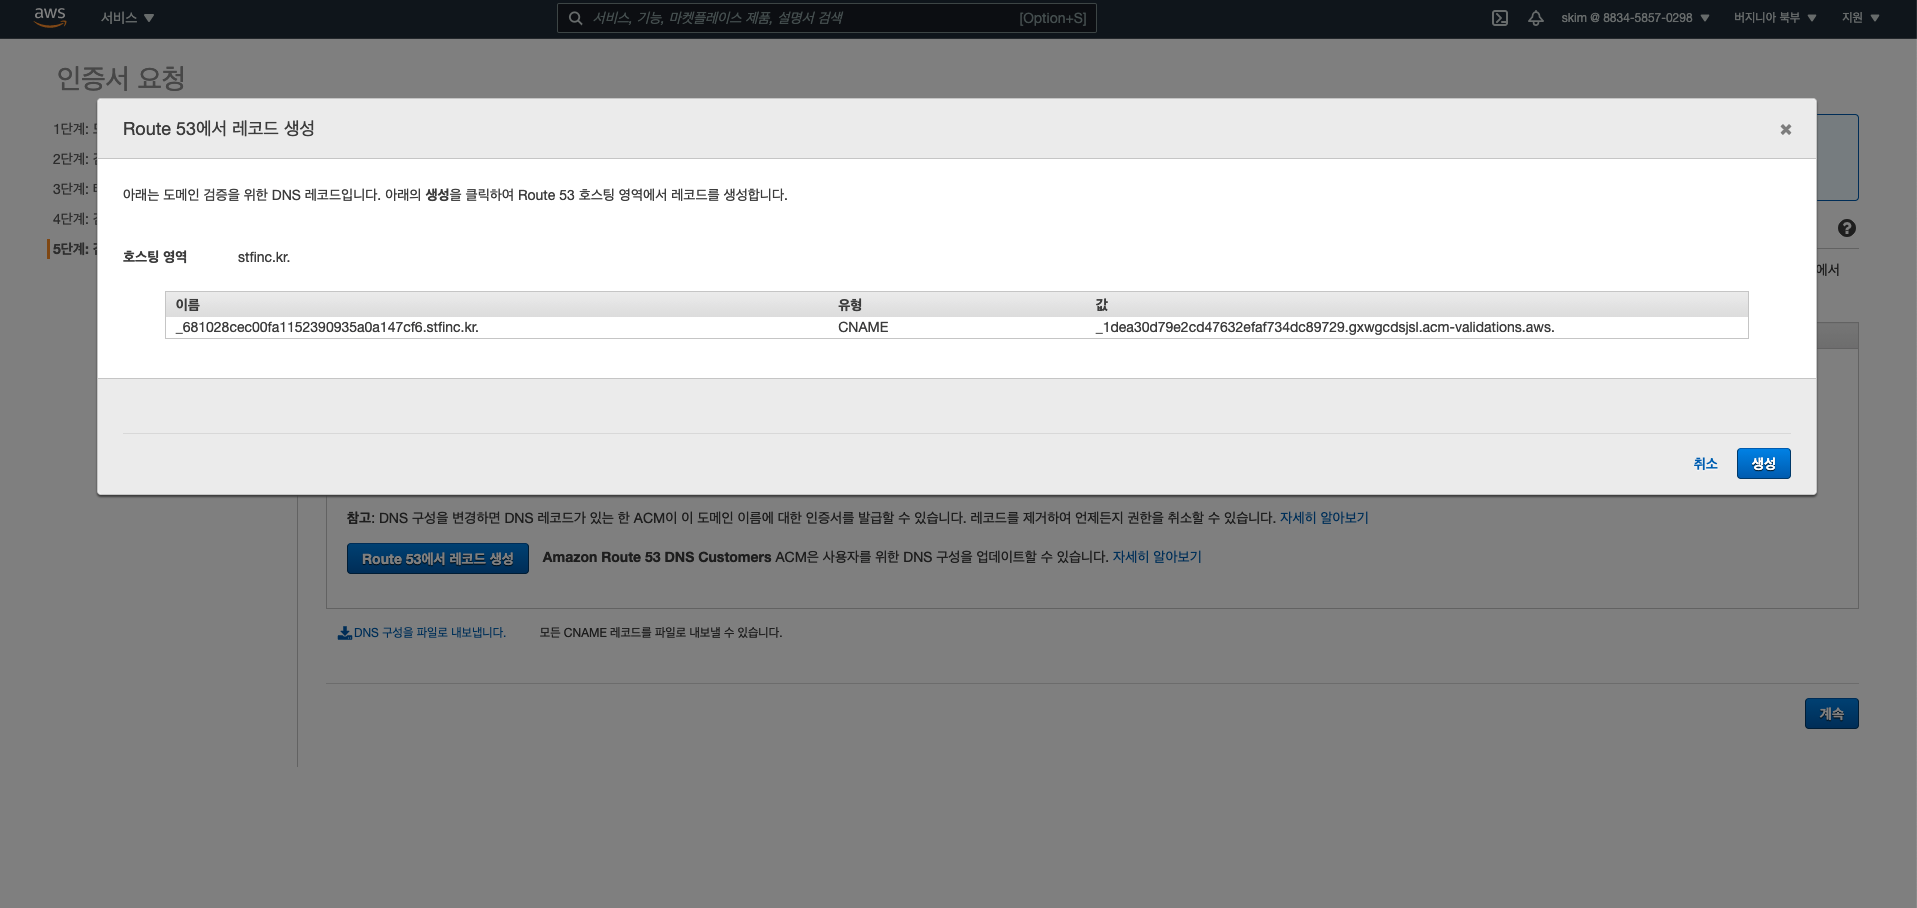 aws 서비스 서비스, 기능, 마켓플레이스 제품, 설명서 검색 [Option+S] skim @ 8834-5857-0298 버지니아 북부 지원
인증서 요청
Route 53에서 레코드 생성
1단계:
2단계:
3단계:
4단계:
5단계:
아래는 도메인 검증을 위한 DNS 레코드입니다. 아래의 생성을 클릭하여 Route 53 호스팅 영역에서 레코드를 생성합니다.
호스팅 영역 stfinc.kr.
에서
이름 유형 값
_681028cec00fa1152390935a0a147cf6.stfinc.kr. CNAME _1dea30d79e2cd47632efaf734dc89729.gxwgcdsjsl.acm-validations.aws.
취소 생성
참고: DNS 구성을 변경하면 DNS 레코드가 있는 한 ACM이 이 도메인 이름에 대한 인증서를 발급할 수 있습니다. 레코드를 제거하여 언제든지 권한을 취소할 수 있습니다. 자세히 알아보기
Route 53에서 레코드 생성 Amazon Route 53 DNS Customers ACM은 사용자를 위한 DNS 구성을 업데이트할 수 있습니다. 자세히 알아보기
DNS 구성을 파일로 내보냅니다. 모든 CNAME 레코드를 파일로 내보낼 수 있습니다.
계속